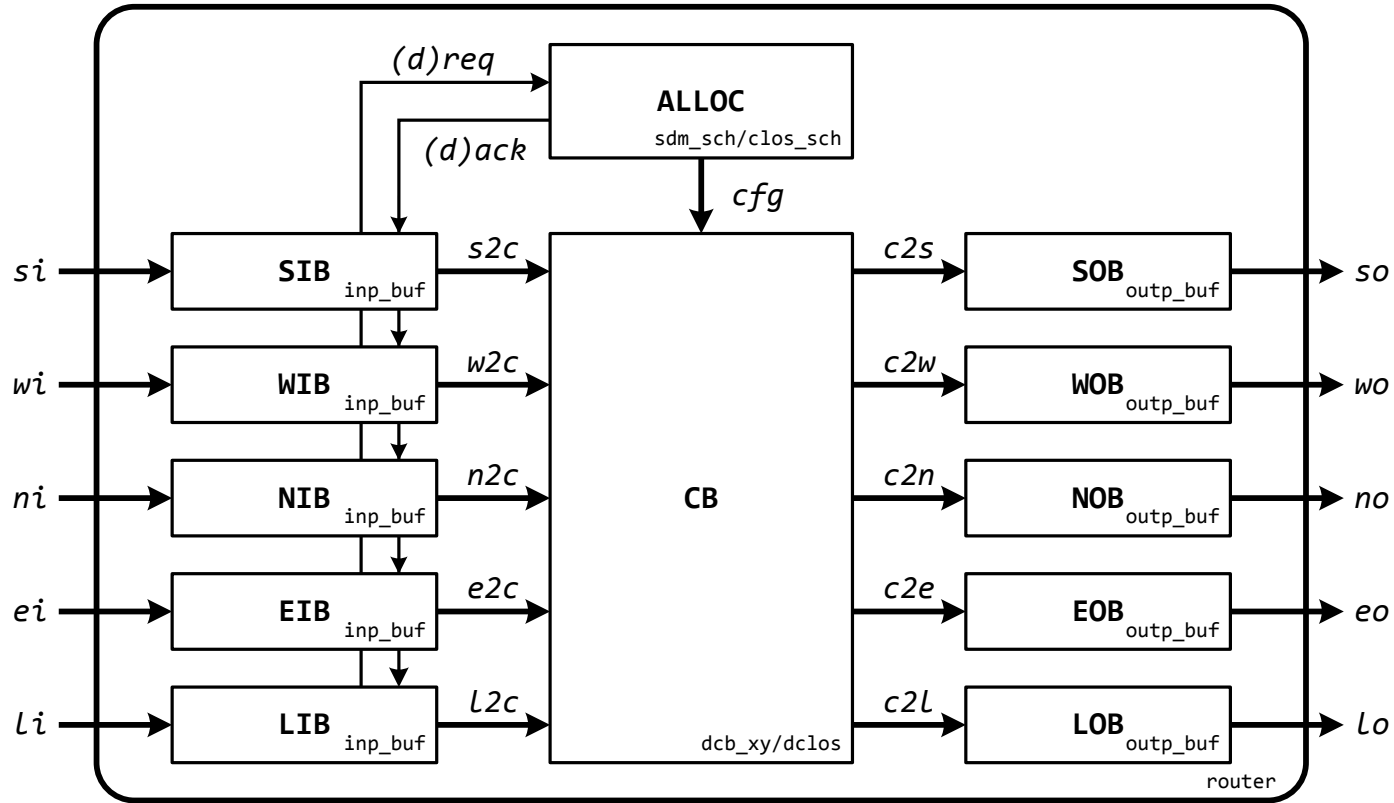 (d)req
ALLOC
sdm_sch/clos_sch
(d)ack
cfg
si
SIB
inp_buf
s2c
c2s
SOB
outp_buf
so
wi
WIB
inp_buf
w2c
c2w
WOB
outp_buf
wo
ni
NIB
inp_buf
n2c
CB
c2n
NOB
outp_buf
no
ei
EIB
inp_buf
e2c
c2e
EOB
outp_buf
eo
li
LIB
inp_buf
l2c
dcb_xy/dclos
c2l
LOB
outp_buf
lo
router